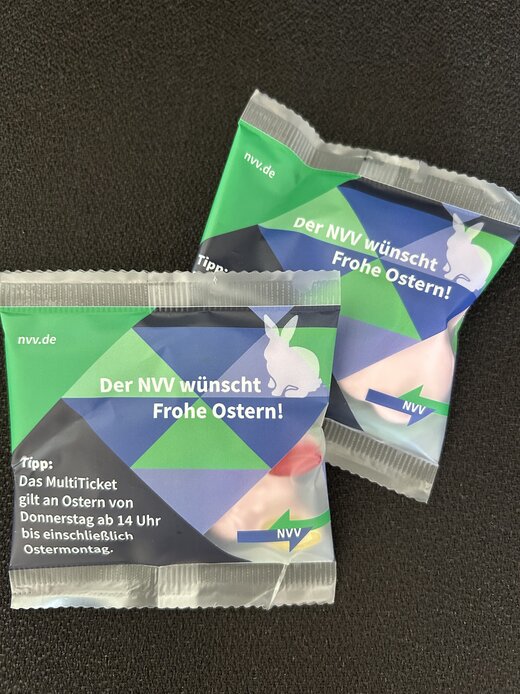 nvv.de
Der NVV wünscht
Frohe Ostern!
Tipp:
NVV
nvv.de
Der NVV wünscht
Frohe Ostern!
Tipp:
Das MultiTicket
gilt an Ostern von
Donnerstag ab 14 Uhr
bis einschließlich
Ostermontag.
NVV